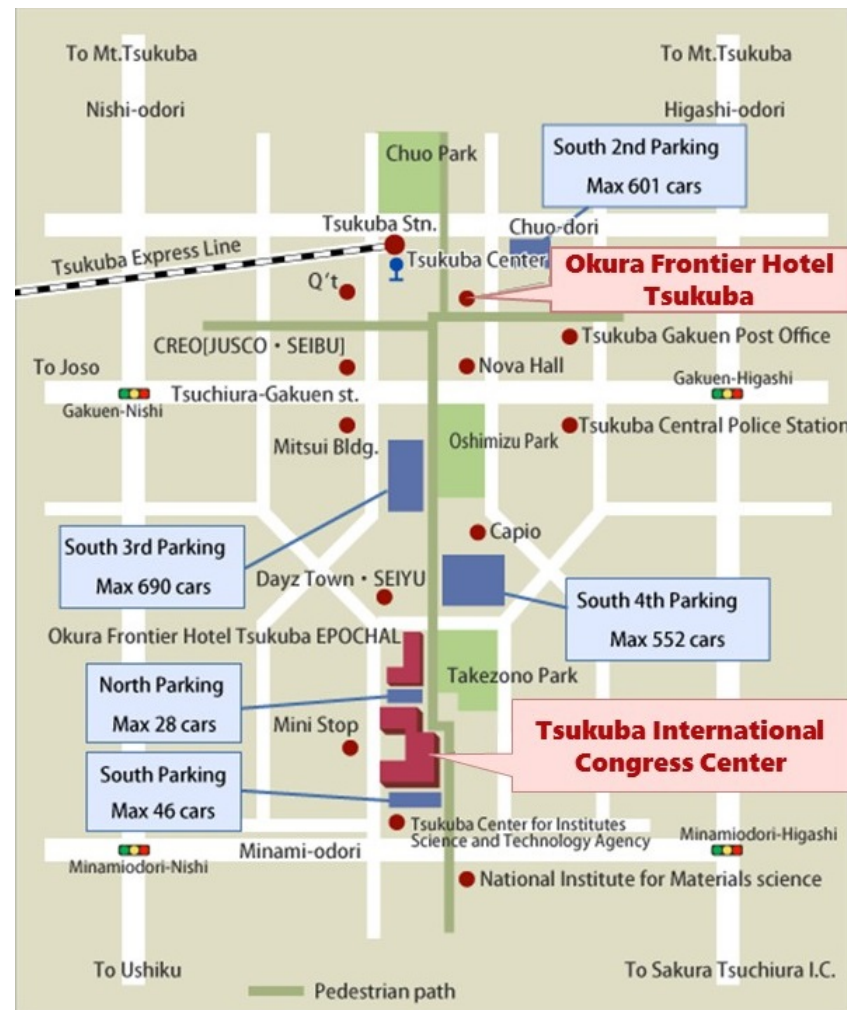 To Mt.Tsukuba
To Mt.Tsukuba
Nishi-odori
Higashi-odori
Chuo Park
South 2nd Parking
Max 601 cars
Tsukuba Stn.
Chuo-dori
Tsukuba Express Line
Tsukuba Center
Q't
Okura Frontier Hotel
Tsukuba
Tsukuba Gakuen Post Office
CREO[JUSCO・SEIBU]
To Joso
Nova Hall
Gakuen-Higashi
Tsuchiura-Gakuen st.
Gakuen-Nishi
Mitsui Bldg.
Oshimizu Park
Tsukuba Central Police Station
Capio
South 3rd Parking
Max 690 cars
Dayz Town・SEIYU
South 4th Parking
Max 552 cars
Okura Frontier Hotel Tsukuba EPOCHAL
Takezono Park
North Parking
Max 28 cars
Mini Stop
Tsukuba International
Congress Center
South Parking
Max 46 cars
Tsukuba Center for Institutes
Science and Technology Agency
Minamiodori-Higashi
Minami-odori
Minamiodori-Nishi
National Institute for Materials science
To Ushiku
To Sakura Tsuchiura I.C.
Pedestrian path